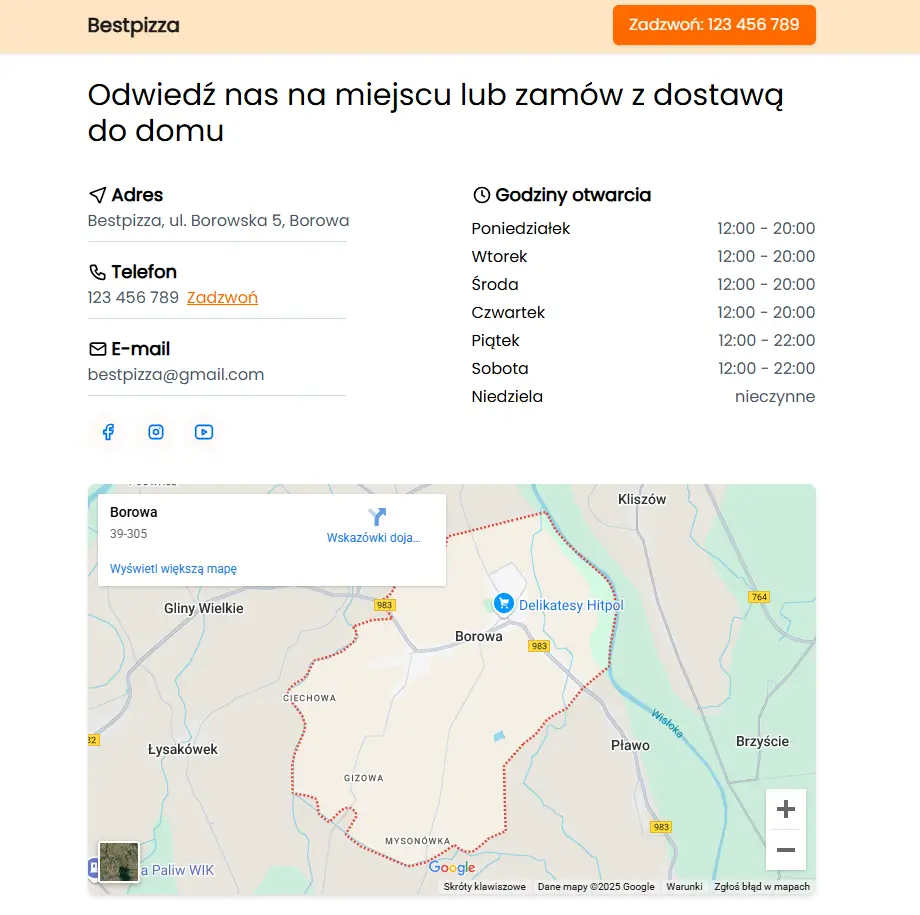 Bestpizza
Zadzwoń: 123 456 789
Odwiedź nas na miejscu lub zamów z dostawą
do domu
Adres
Bestpizza, ul. Borowska 5, Borowa
Telefon
123 456 789 Zadzwoń
E-mail
bestpizza@gmail.com
Godziny otwarcia
Poniedziałek 12:00 - 20:00
Wtorek 12:00 - 20:00
Środa 12:00 - 20:00
Czwartek 12:00 - 20:00
Piątek 12:00 - 22:00
Sobota 12:00 - 22:00
Niedziela nieczynne
Borowa
39-305
Wskazówki doja...
Wyświetl większą mapę
Kliszów
Gliny Wielkie
983
764
Delikatesy Hitpol
Borowa
983
CIECHOWA
Wisłoka
Łysakówek
Pławo
Brzyście
GIZOWA
983
MYSONÓWKA
a Paliw WIK
Google
Skróty klawiszowe
Dane mapy ©2025 Google
Warunki
Zgłoś błąd w mapach